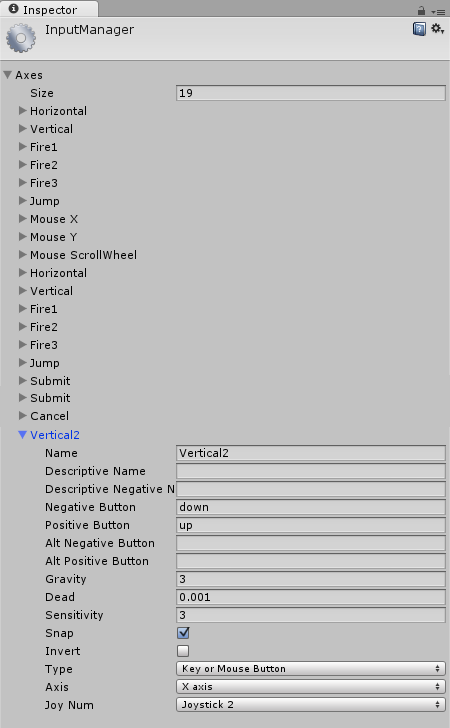 Inspector
InputManager
Axes
Size 19
Horizontal
Vertical
Fire1
Fire2
Fire3
Jump
Mouse X
Mouse Y
Mouse ScrollWheel
Horizontal
Vertical
Fire1
Fire2
Fire3
Jump
Submit
Submit
Cancel
Vertical2
Name Vertical2
Descriptive Name
Descriptive Negative N
Negative Button down
Positive Button up
Alt Negative Button
Alt Positive Button
Gravity 3
Dead 0.001
Sensitivity 3
Snap
Invert
Type Key or Mouse Button
Axis X axis
Joy Num Joystick 2